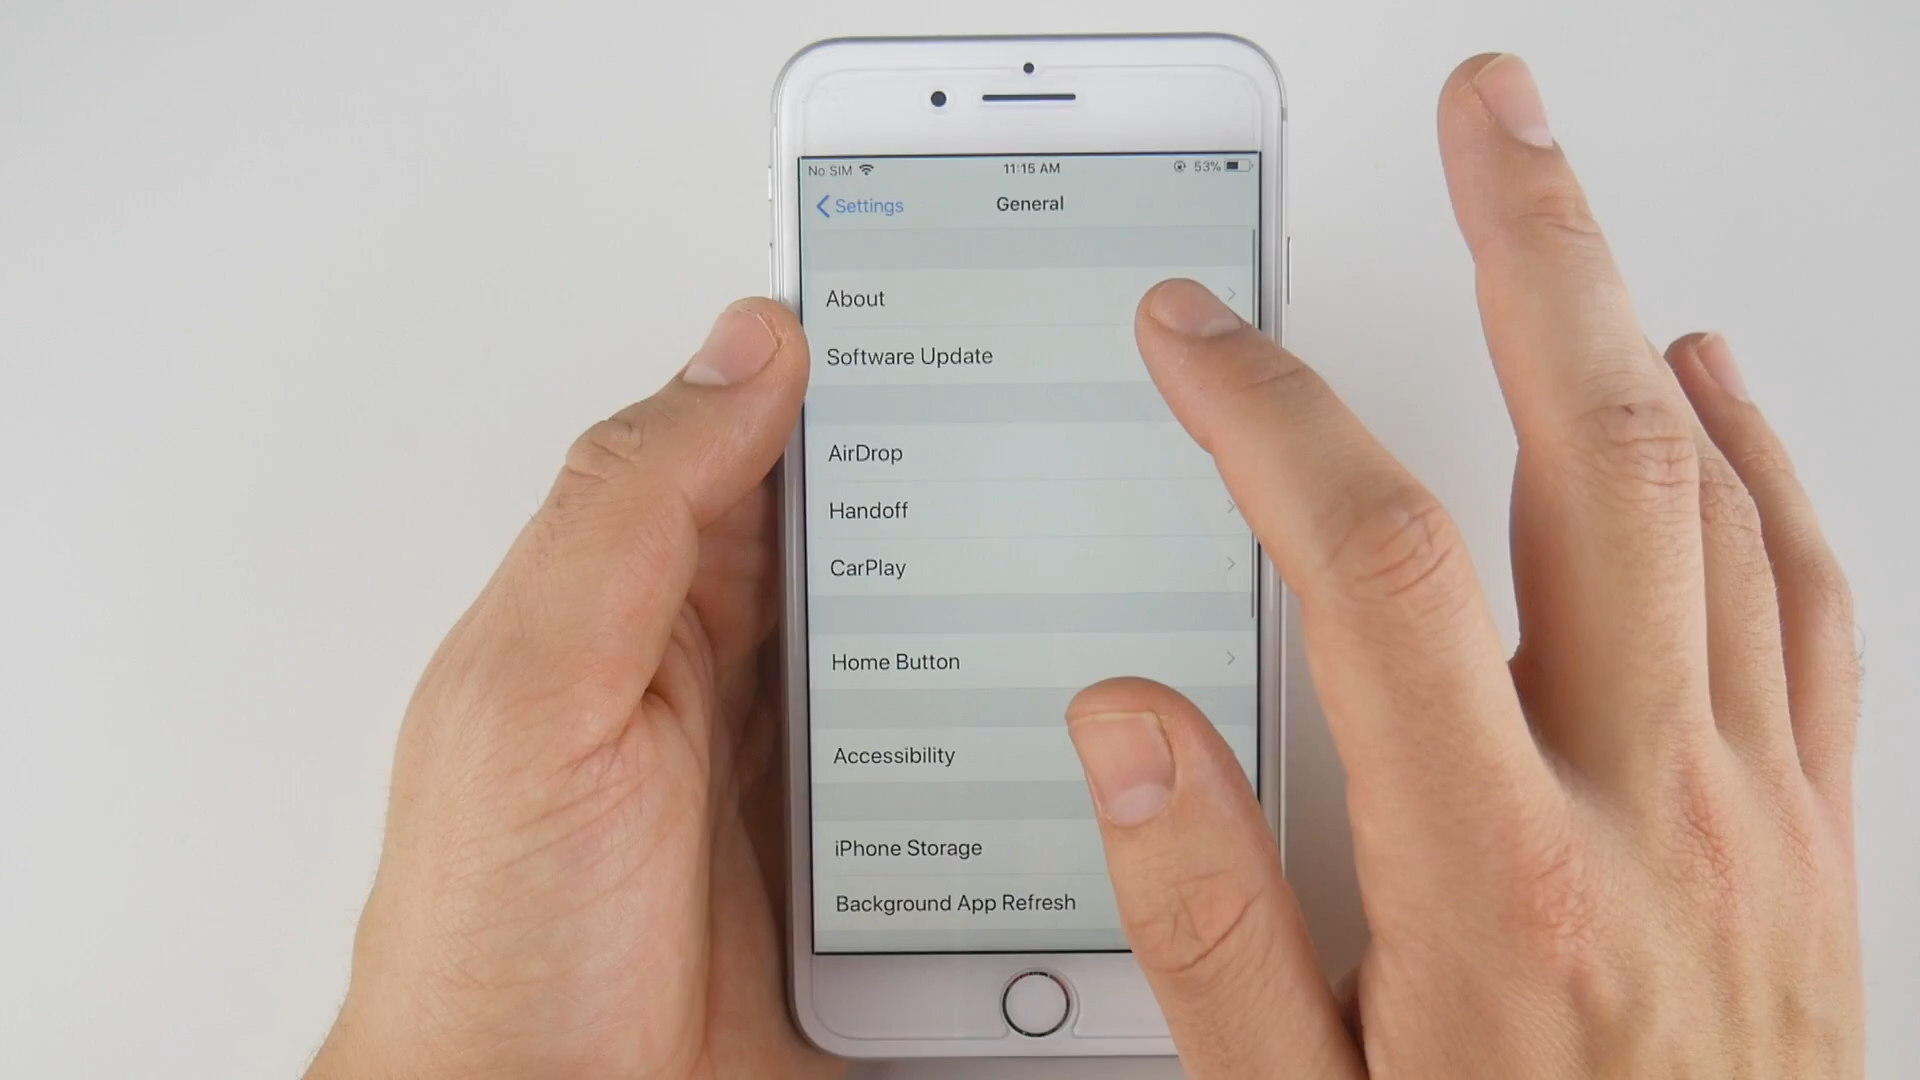 No SIM 11:15 AM 53%
Settings General
About
Software Update
AirDrop
Handoff
CarPlay
Home Button
Accessibility
iPhone Storage
Background App Refresh